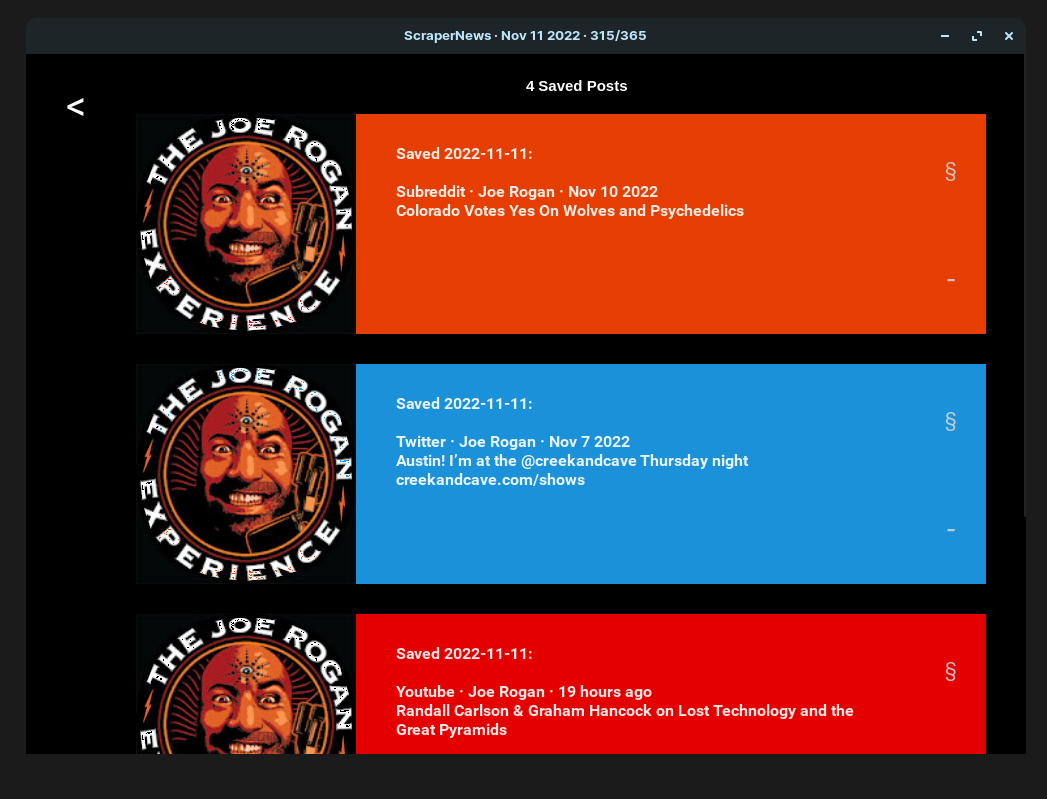 ScraperNews · Nov 11 2022 · 315/365
<
4 Saved Posts
THE JOE ROGAN
EXPERIENCE
Saved 2022-11-11:
§
Subreddit · Joe Rogan · Nov 10 2022
Colorado Votes Yes On Wolves and Psychedelics
-
THE JOE ROGAN
EXPERIENCE
Saved 2022-11-11:
§
Twitter · Joe Rogan · Nov 7 2022
Austin! I’m at the @creekandcave Thursday night
creekandcave.com/shows
-
THE JOE ROGAN
Saved 2022-11-11:
§
Youtube · Joe Rogan · 19 hours ago
Randall Carlson & Graham Hancock on Lost Technology and the
Great Pyramids